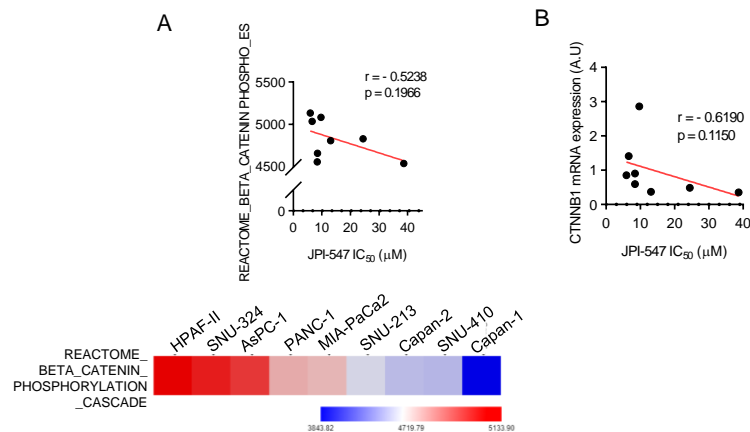 A
REACTOME_BETA_CATENIN PHOSPHO_ES
5500
5000
4500
0
r = - 0.5238
p = 0.1966
0 10 20 30 40
JPI-547 IC50 (μM)
B
CTNNB1 mRNA expression (A.U)
4
3
2
1
0
r = - 0.6190
p = 0.1150
0 10 20 30 40
JPI-547 IC50 (μM)
HPAF-II
SNU-324
AsPC-1
PANC-1
MIA-PaCa2
SNU-213
Capan-2
SNU-410
Capan-1
REACTOME_
BETA_CATENIN_
PHOSPHORYLATION
_CASCADE
3843.82 4719.79 5133.90